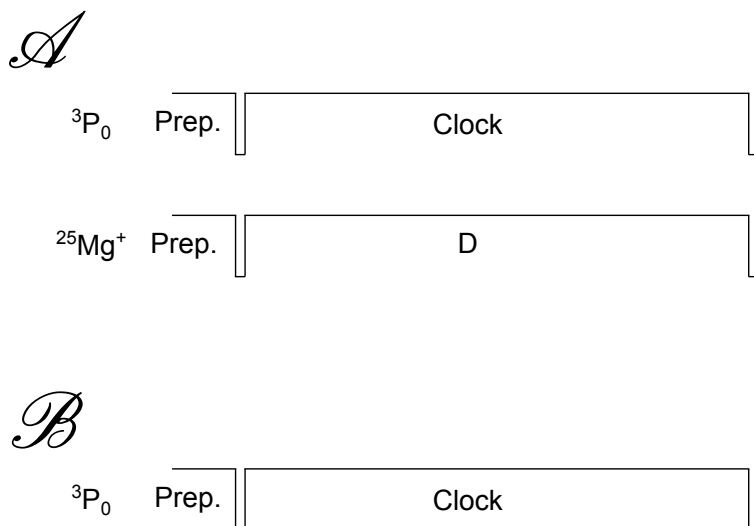 𝒜
³P₀ Prep. Clock
²⁵Mg⁺ Prep. D
ℬ
³P₀ Prep. Clock